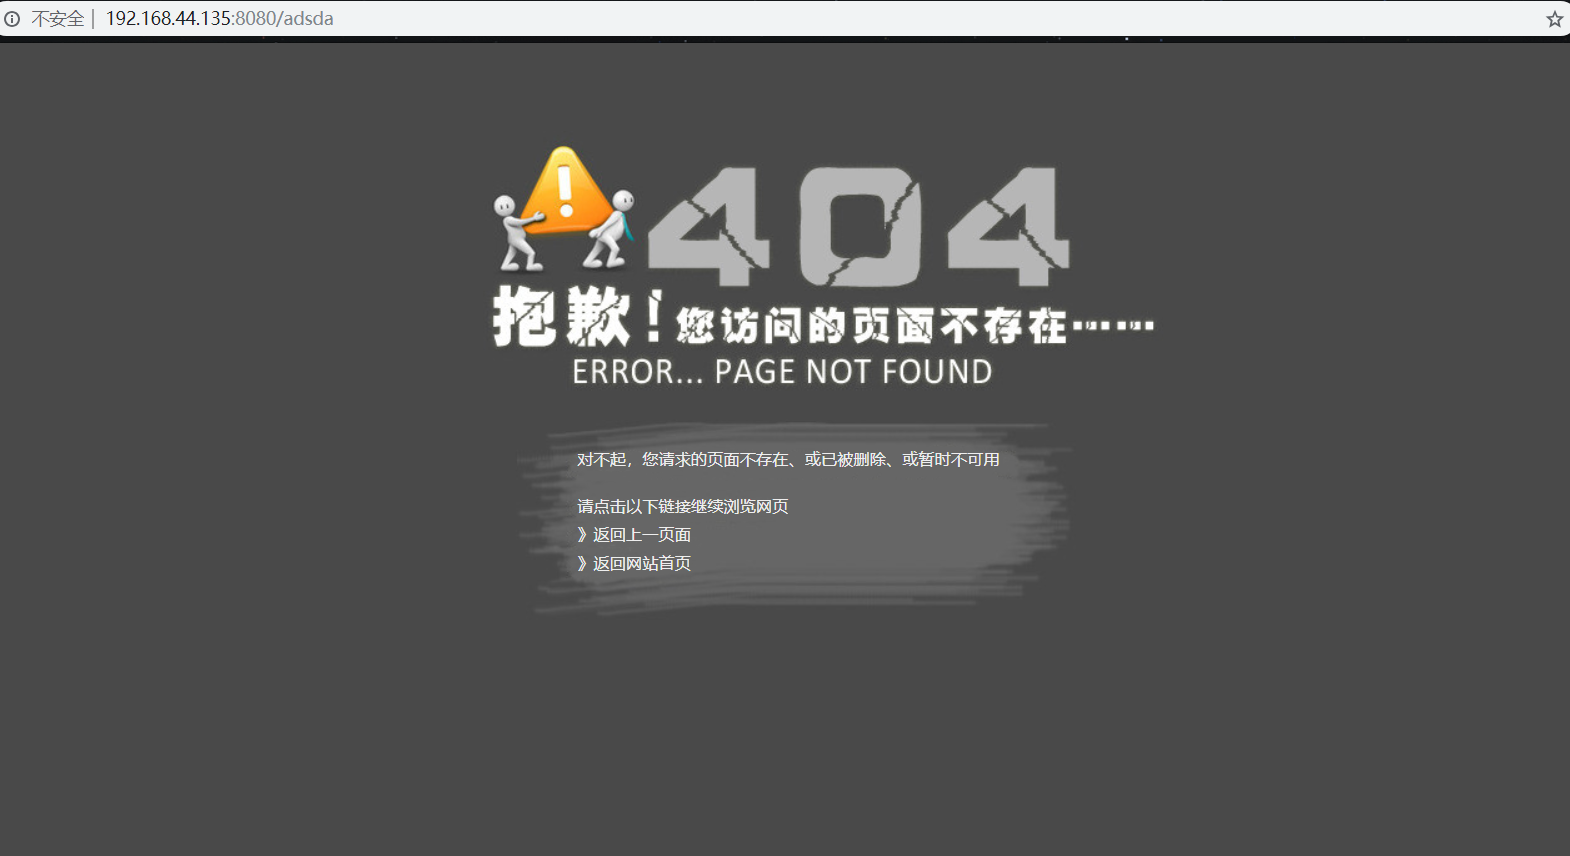 不安全 | 192.168.44.135:8080/adsda
404
抱歉!您访问的页面不存在……
ERROR... PAGE NOT FOUND
对不起，您请求的页面不存在、或已被删除、或暂时不可用
请点击以下链接继续浏览网页
》返回上一页面
》返回网站首页